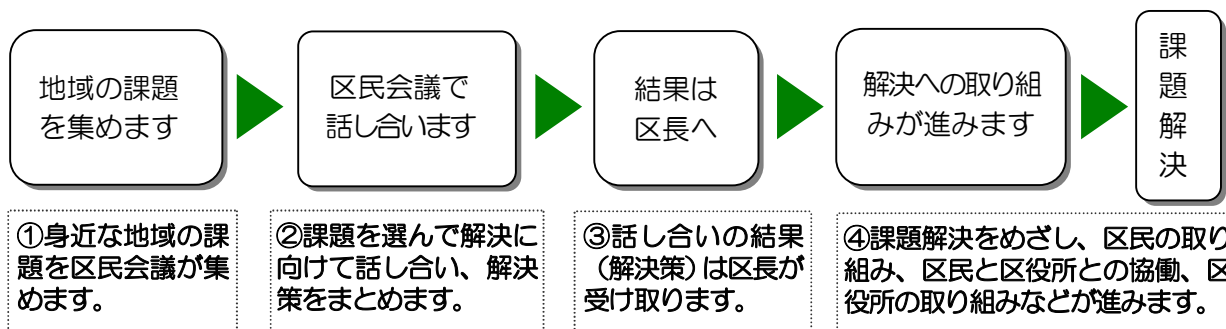 地域の課題
を集めます
区民会議で
話し合います
結果は
区長へ
解決への取り組
みが進みます
課
題
解
決
①身近な地域の課
題を区民会議が集
めます。
②課題を選んで解決に
向けて話し合い、解決
策をまとめます。
③話し合いの結果
（解決策）は区長が
受け取ります。
④課題解決をめざし、区民の取り
組み、区民と区役所との協働、区
役所の取り組みなどが進みます。